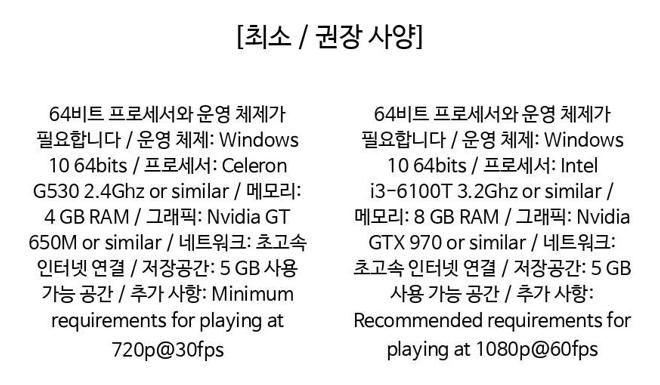 [최소 / 권장 사양]
64비트 프로세서와 운영 체제가
필요합니다 / 운영 체제: Windows
10 64bits / 프로세서: Celeron
G530 2.4Ghz or similar / 메모리:
4 GB RAM / 그래픽: Nvidia GT
650M or similar / 네트워크: 초고속
인터넷 연결 / 저장공간: 5 GB 사용
가능 공간 / 추가 사항: Minimum
requirements for playing at
720p@30fps
64비트 프로세서와 운영 체제가
필요합니다 / 운영 체제: Windows
10 64bits / 프로세서: Intel
i3-6100T 3.2Ghz or similar /
메모리: 8 GB RAM / 그래픽: Nvidia
GTX 970 or similar / 네트워크:
초고속 인터넷 연결 / 저장공간: 5 GB
사용 가능 공간 / 추가 사항:
Recommended requirements for
playing at 1080p@60fps